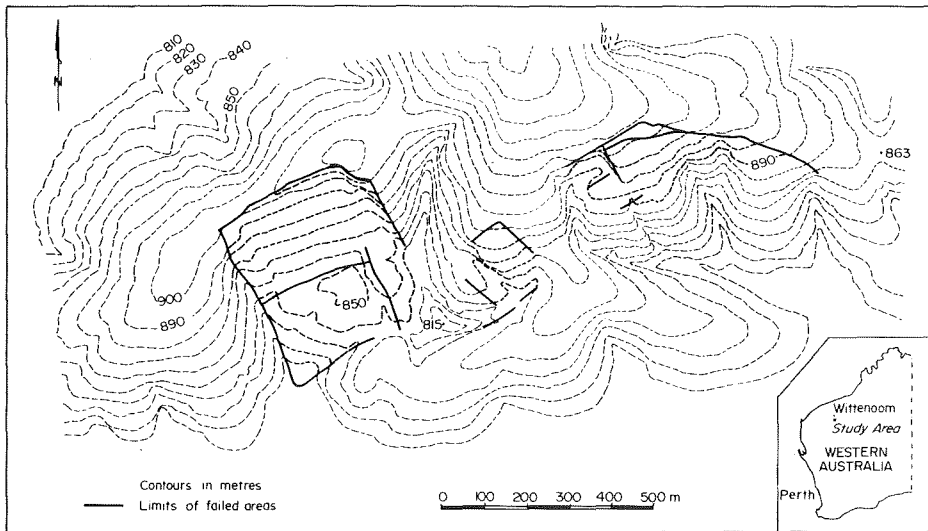 N
810
820
830
840
850
890
863
900
890
850
815
Contours in metres
Limits of failed areas
0 100 200 300 400 500 m
Wittenoom
Study Area
WESTERN
AUSTRALIA
Perth